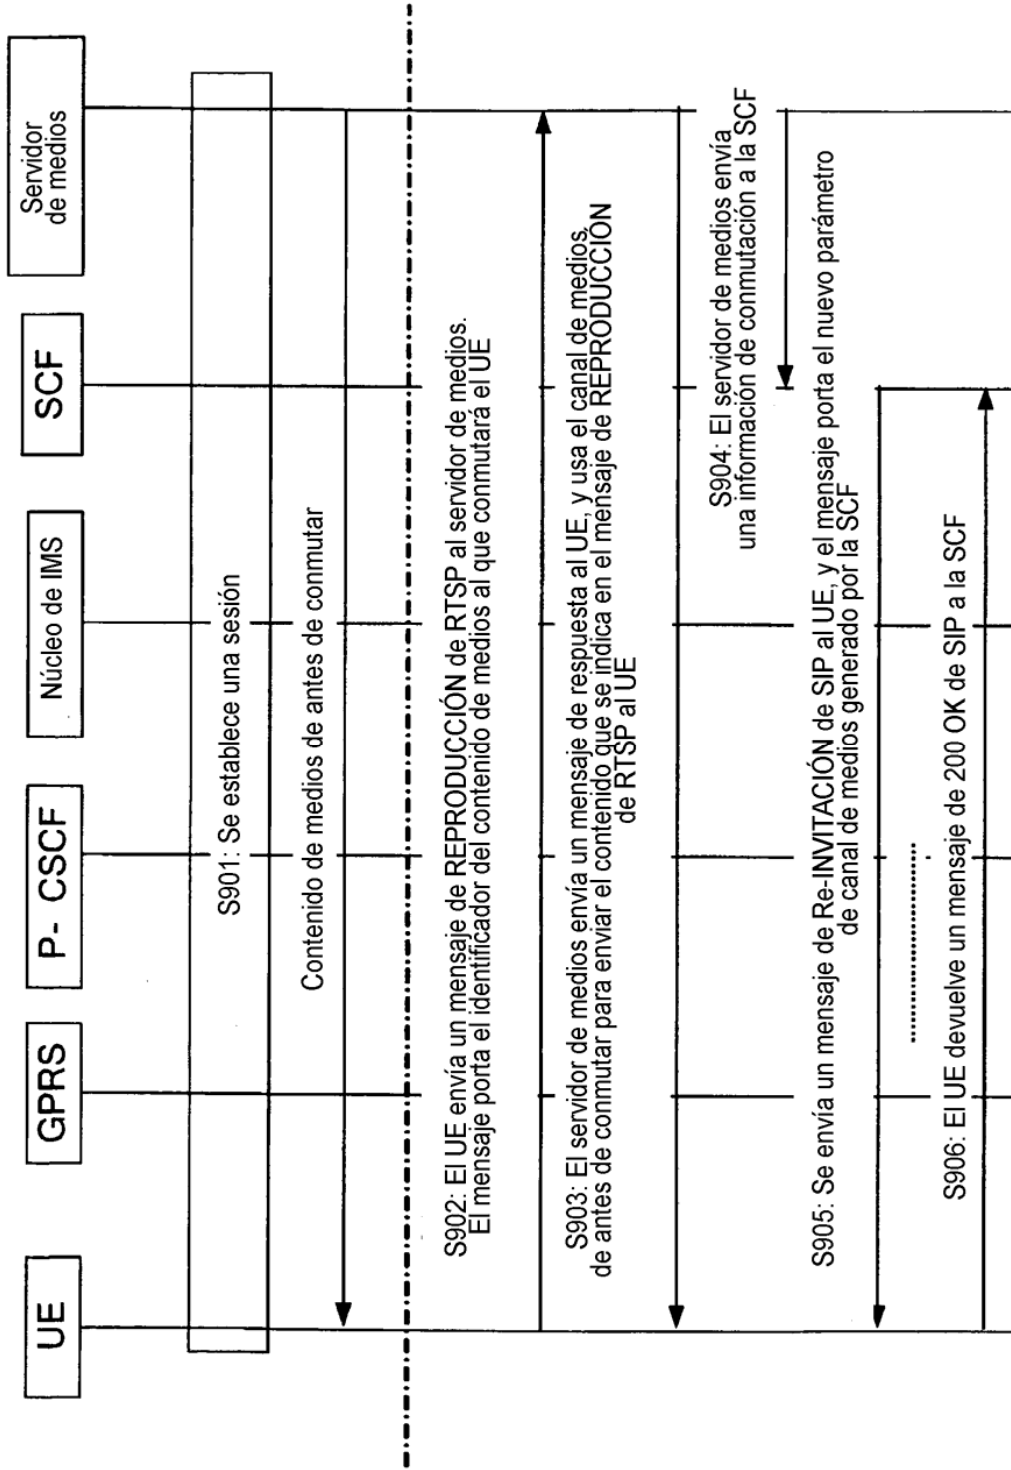 UE
GPRS
P- CSCF
Núcleo de IMS
SCF
Servidor
de medios
S901: Se establece una sesión
Contenido de medios de antes de conmutar
S902: El UE envía un mensaje de REPRODUCCIÓN de RTSP al servidor de medios.
El mensaje porta el identificador del contenido de medios al que conmutará el UE
S903: El servidor de medios envía un mensaje de respuesta al UE, y usa el canal de medios
de antes de conmutar para enviar el contenido que se indica en el mensaje de REPRODUCCIÓN
de RTSP al UE
S904: El servidor de medios envía
una información de conmutación a la SCF
S905: Se envía un mensaje de Re-INVITACIÓN de SIP al UE, y el mensaje porta el nuevo parámetro
de canal de medios generado por la SCF
S906: El UE devuelve un mensaje de 200 OK de SIP a la SCF